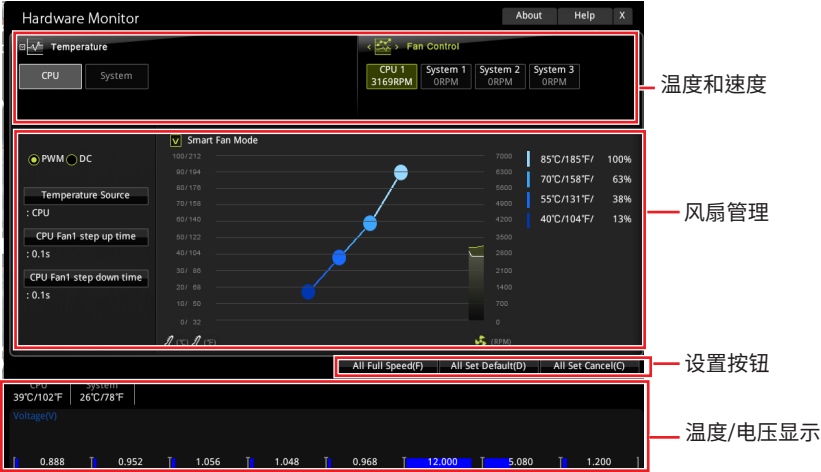 Hardware Monitor
About Help X
Temperature
Fan Control
CPU System
CPU 1 System 1 System 2 System 3
3169RPM 0RPM 0RPM 0RPM
温度和速度
Smart Fan Mode
PWM DC
Temperature Source
: CPU
CPU Fan1 step up time
: 0.1s
CPU Fan1 step down time
: 0.1s
100/212 7000
90/194 6300
80/176 5600
70/158 4900
60/140 4200
50/122 3500
40/104 2800
30/ 86 2100
20/ 68 1400
10/ 50 700
0/ 32 0
(℃) (℉) (RPM)
85℃/185℉/ 100%
70℃/158℉/ 63%
55℃/131℉/ 38%
40℃/104℉/ 13%
风扇管理
All Full Speed(F) All Set Default(D) All Set Cancel(C)
设置按钮
CPU System
39℃/102℉ 26℃/78℉
Voltage(V)
0.888 0.952 1.056 1.048 0.968 12.000 5.080 1.200
温度/电压显示